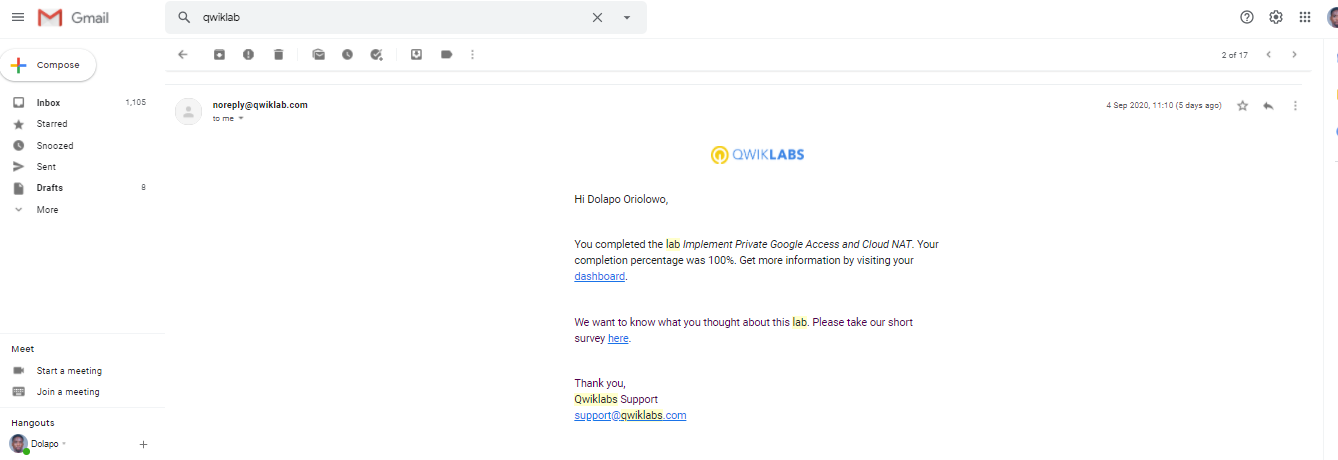 Gmail
qwiklab
Compose
2 of 17
Inbox 1,105
Starred
Snoozed
Sent
Drafts 8
More
noreply@qwiklab.com
to me
4 Sep 2020, 11:10 (5 days ago)
QWIKLABS
Hi Dolapo Oriolowo,
You completed the lab Implement Private Google Access and Cloud NAT. Your
completion percentage was 100%. Get more information by visiting your
dashboard.
We want to know what you thought about this lab. Please take our short
survey here.
Thank you,
Qwiklabs Support
support@qwiklabs.com
Meet
Start a meeting
Join a meeting
Hangouts
Dolapo